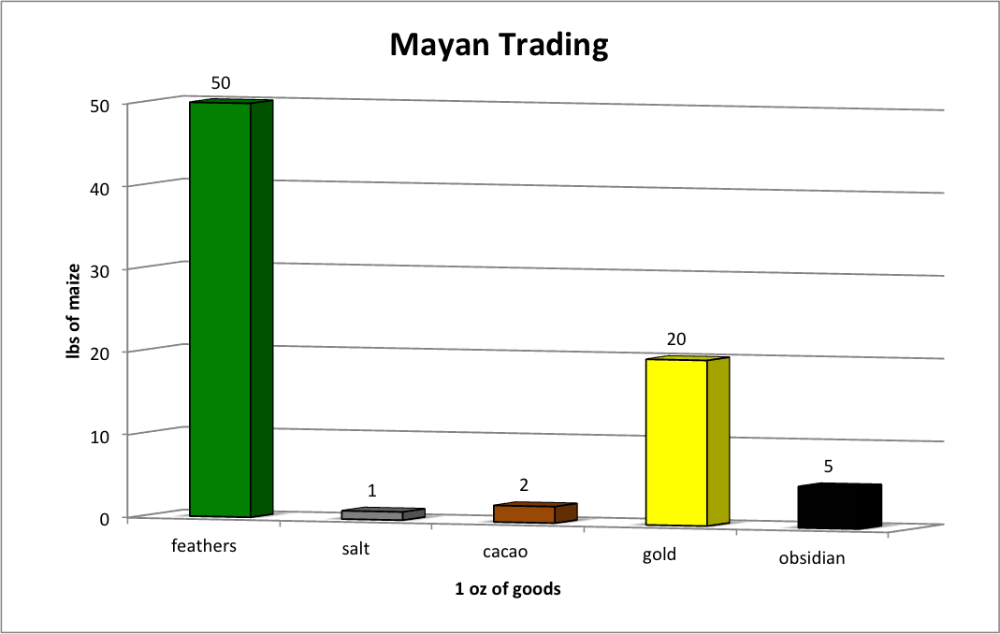 Mayan Trading
lbs of maize
50
40
30
20
10
0
50
1
2
20
5
feathers
salt
cacao
gold
obsidian
1 oz of goods